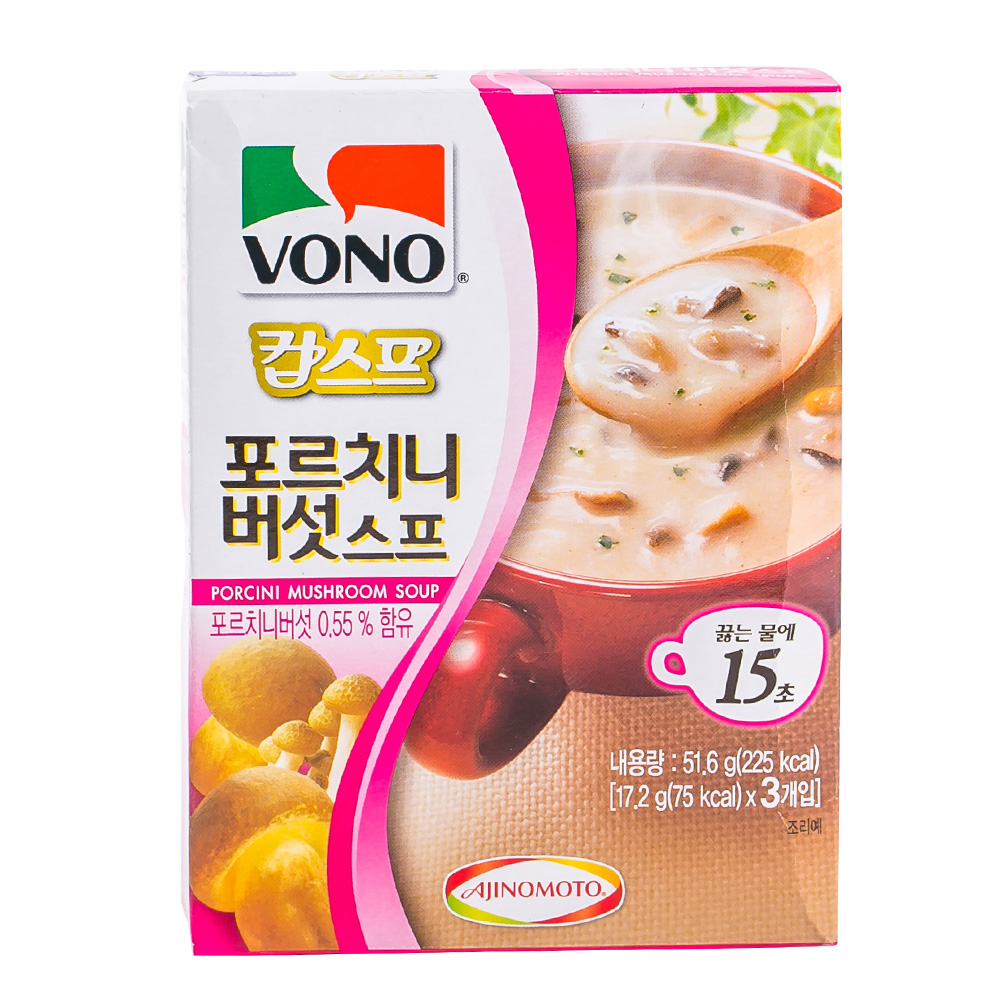 VONO®
컵스프
포르치니
버섯스프
PORCINI MUSHROOM SOUP
포르치니버섯 0.55 % 함유
끓는 물에
15초
내용량 : 51.6 g(225 kcal)
[17.2 g(75 kcal) x 3개입]
조리예
AJINOMOTO®